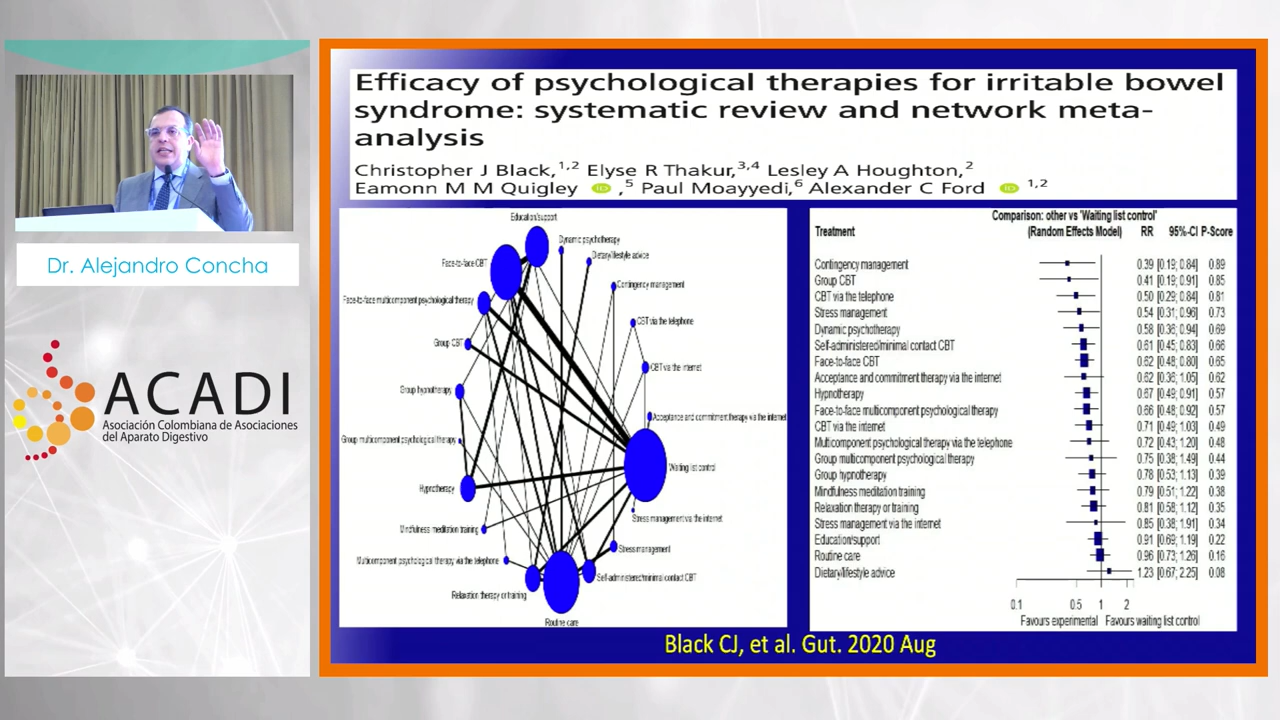 Efficacy of psychological therapies for irritable bowel
syndrome: systematic review and network meta-
analysis
Christopher J Black,1,2 Elyse R Thakur,3,4 Lesley A Houghton,2
Eamonn M M Quigley iD ,5 Paul Moayyedi,6 Alexander C Ford iD 1,2
Dr. Alejandro Concha
ACADI
Asociación Colombiana de Asociaciones
del Aparato Digestivo
Education/support
Dynamic psychotherapy
Dietary/lifestyle advice
Face-to-face CBT
Contingency management
Face-to-face multicomponent psychological therapy
CBT via the telephone
Group CBT
CBT via the internet
Group hypnotherapy
Acceptance and commitment therapy via the internet
Group multicomponent psychological therapy
Waiting list control
Hypnotherapy
Stress management via the internet
Mindfulness meditation training
Stress management
Multicomponent psychological therapy via the telephone
Self-administered/minimal contact CBT
Relaxation therapy or training
Routine care
Comparison: other vs 'Waiting list control'
Treatment (Random Effects Model) RR 95%-CI P-Score
Contingency management 0.39 [0.19; 0.84] 0.89
Group CBT 0.41 [0.19; 0.91] 0.85
CBT via the telephone 0.50 [0.29; 0.84] 0.81
Stress management 0.54 [0.31; 0.96] 0.73
Dynamic psychotherapy 0.58 [0.36; 0.94] 0.69
Self-administered/minimal contact CBT 0.61 [0.45; 0.83] 0.66
Face-to-face CBT 0.62 [0.48; 0.80] 0.65
Acceptance and commitment therapy via the internet 0.62 [0.36; 1.05] 0.62
Hypnotherapy 0.67 [0.49; 0.91] 0.57
Face-to-face multicomponent psychological therapy 0.66 [0.48; 0.92] 0.57
CBT via the internet 0.71 [0.49; 1.03] 0.49
Multicomponent psychological therapy via the telephone 0.72 [0.43; 1.20] 0.48
Group multicomponent psychological therapy 0.75 [0.38; 1.49] 0.44
Group hypnotherapy 0.78 [0.53; 1.13] 0.39
Mindfulness meditation training 0.79 [0.51; 1.22] 0.38
Relaxation therapy or training 0.81 [0.58; 1.12] 0.35
Stress management via the internet 0.85 [0.38; 1.91] 0.34
Education/support 0.91 [0.69; 1.19] 0.22
Routine care 0.96 [0.73; 1.26] 0.16
Dietary/lifestyle advice 1.23 [0.67; 2.25] 0.08
0.1 0.5 1 2
Favours experimental Favours waiting list control
Black CJ, et al. Gut. 2020 Aug